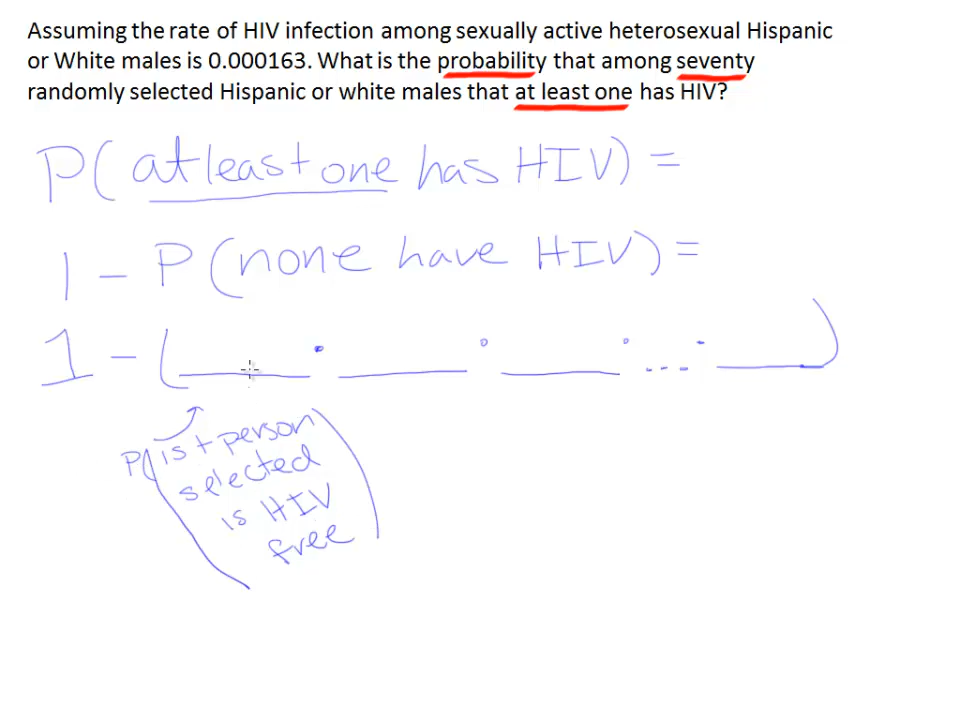 Assuming the rate of HIV infection among sexually active heterosexual Hispanic
or White males is 0.000163. What is the probability that among seventy
randomly selected Hispanic or white males that at least one has HIV?
P(at least one has HIV) =
1 - P(none have HIV) =
1 - (___ · ___ · ___ · ... · ___)
P(1st person
selected
is HIV
free)